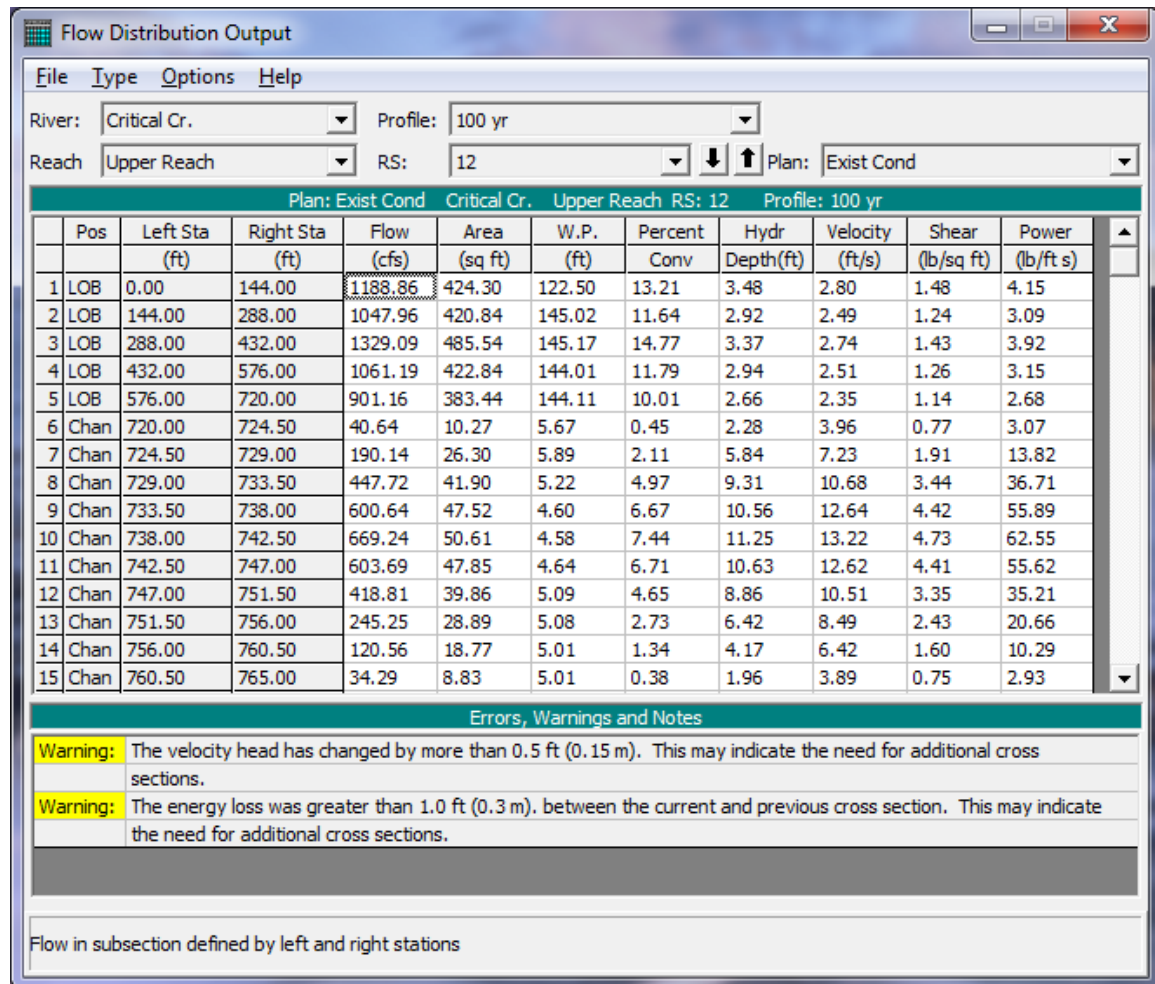 Flow Distribution Output
File Type Options Help
River: Critical Cr. Profile: 100 yr
Reach Upper Reach RS: 12 Plan: Exist Cond
Plan: Exist Cond Critical Cr. Upper Reach RS: 12 Profile: 100 yr
Pos Left Sta Right Sta Flow Area W.P. Percent Hydr Velocity Shear Power
(ft) (ft) (cfs) (sq ft) (ft) Conv Depth(ft) (ft/s) (lb/sq ft) (lb/ft s)
1 LOB 0.00 144.00 1188.86 424.30 122.50 13.21 3.48 2.80 1.48 4.15
2 LOB 144.00 288.00 1047.96 420.84 145.02 11.64 2.92 2.49 1.24 3.09
3 LOB 288.00 432.00 1329.09 485.54 145.17 14.77 3.37 2.74 1.43 3.92
4 LOB 432.00 576.00 1061.19 422.84 144.01 11.79 2.94 2.51 1.26 3.15
5 LOB 576.00 720.00 901.16 383.44 144.11 10.01 2.66 2.35 1.14 2.68
6 Chan 720.00 724.50 40.64 10.27 5.67 0.45 2.28 3.96 0.77 3.07
7 Chan 724.50 729.00 190.14 26.30 5.89 2.11 5.84 7.23 1.91 13.82
8 Chan 729.00 733.50 447.72 41.90 5.22 4.97 9.31 10.68 3.44 36.71
9 Chan 733.50 738.00 600.64 47.52 4.60 6.67 10.56 12.64 4.42 55.89
10 Chan 738.00 742.50 669.24 50.61 4.58 7.44 11.25 13.22 4.73 62.55
11 Chan 742.50 747.00 603.69 47.85 4.64 6.71 10.63 12.62 4.41 55.62
12 Chan 747.00 751.50 418.81 39.86 5.09 4.65 8.86 10.51 3.35 35.21
13 Chan 751.50 756.00 245.25 28.89 5.08 2.73 6.42 8.49 2.43 20.66
14 Chan 756.00 760.50 120.56 18.77 5.01 1.34 4.17 6.42 1.60 10.29
15 Chan 760.50 765.00 34.29 8.83 5.01 0.38 1.96 3.89 0.75 2.93
Errors, Warnings and Notes
Warning: The velocity head has changed by more than 0.5 ft (0.15 m). This may indicate the need for additional cross
sections.
Warning: The energy loss was greater than 1.0 ft (0.3 m). between the current and previous cross section. This may indicate
the need for additional cross sections.
Flow in subsection defined by left and right stations